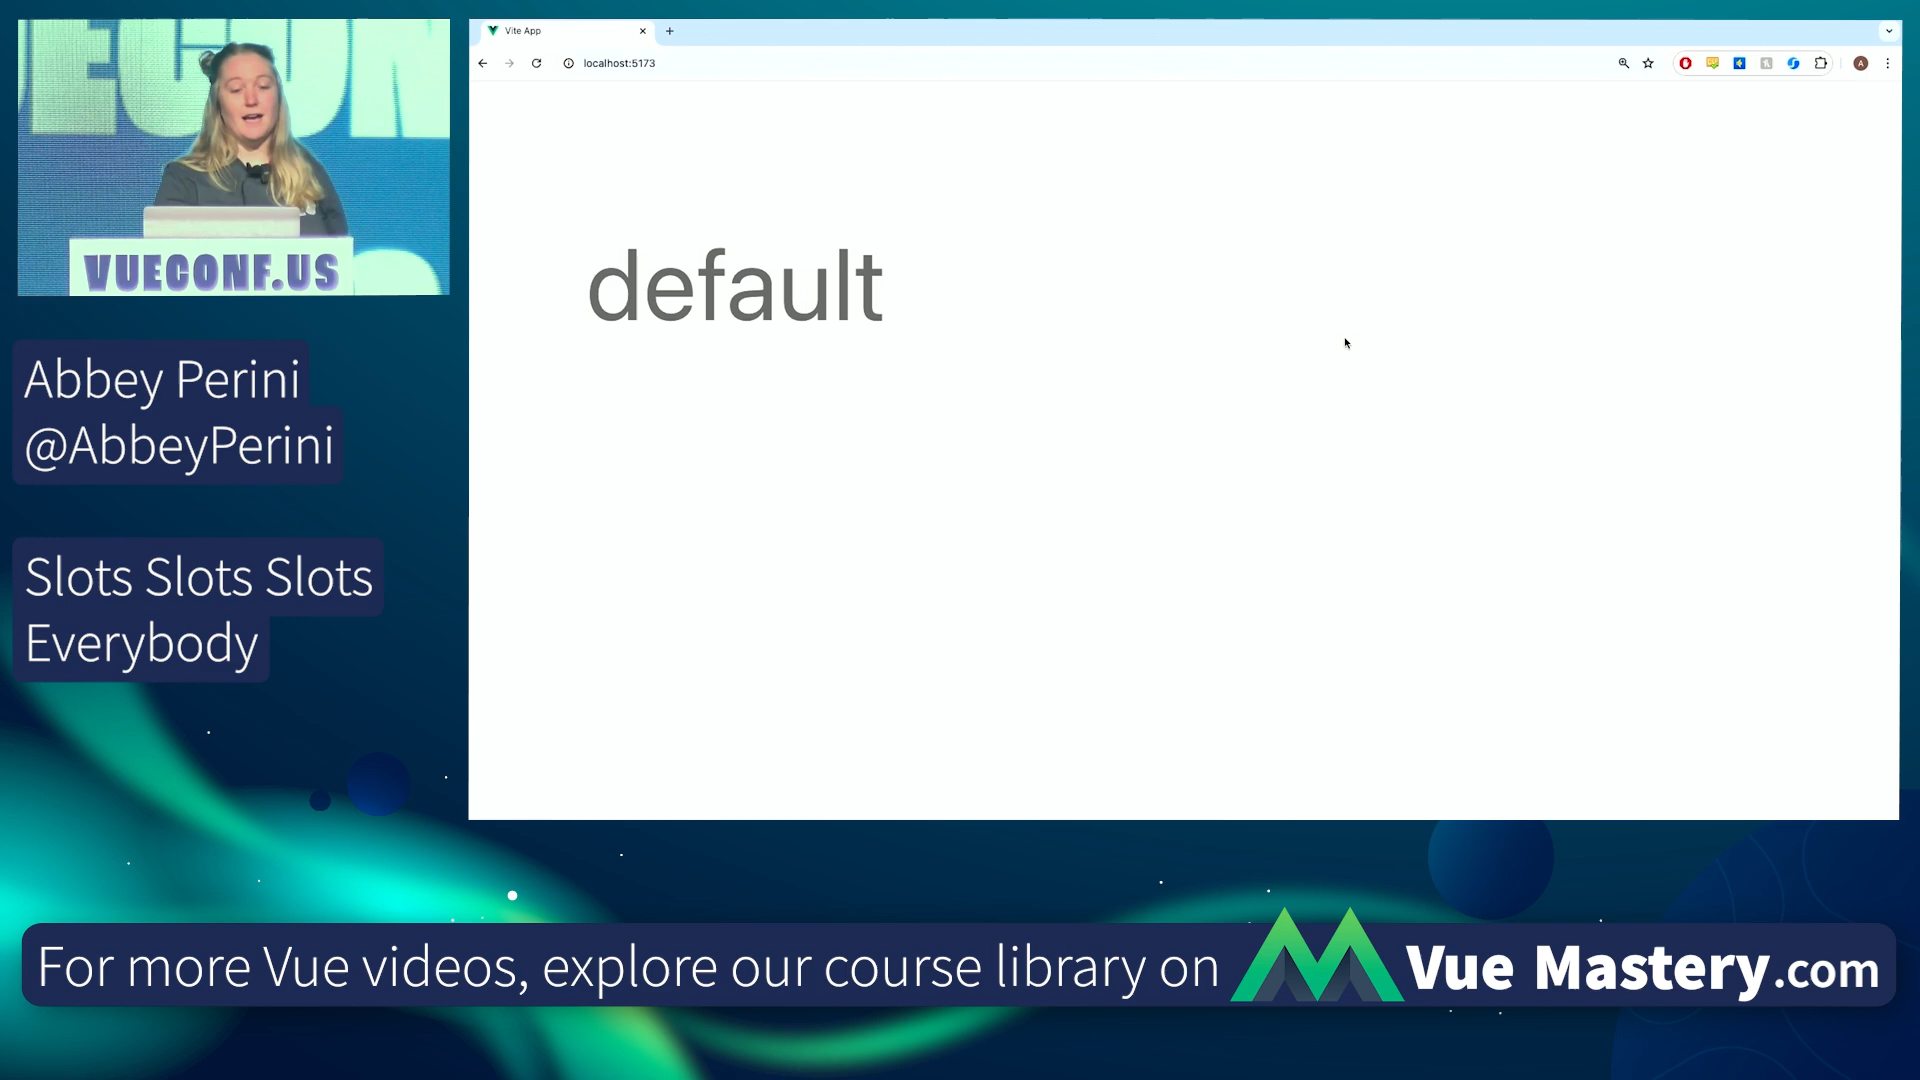 VUECONF.US
Abbey Perini
@AbbeyPerini
Slots Slots Slots
Everybody
Vite App
localhost:5173
A
default
For more Vue videos, explore our course library on Vue Mastery.com